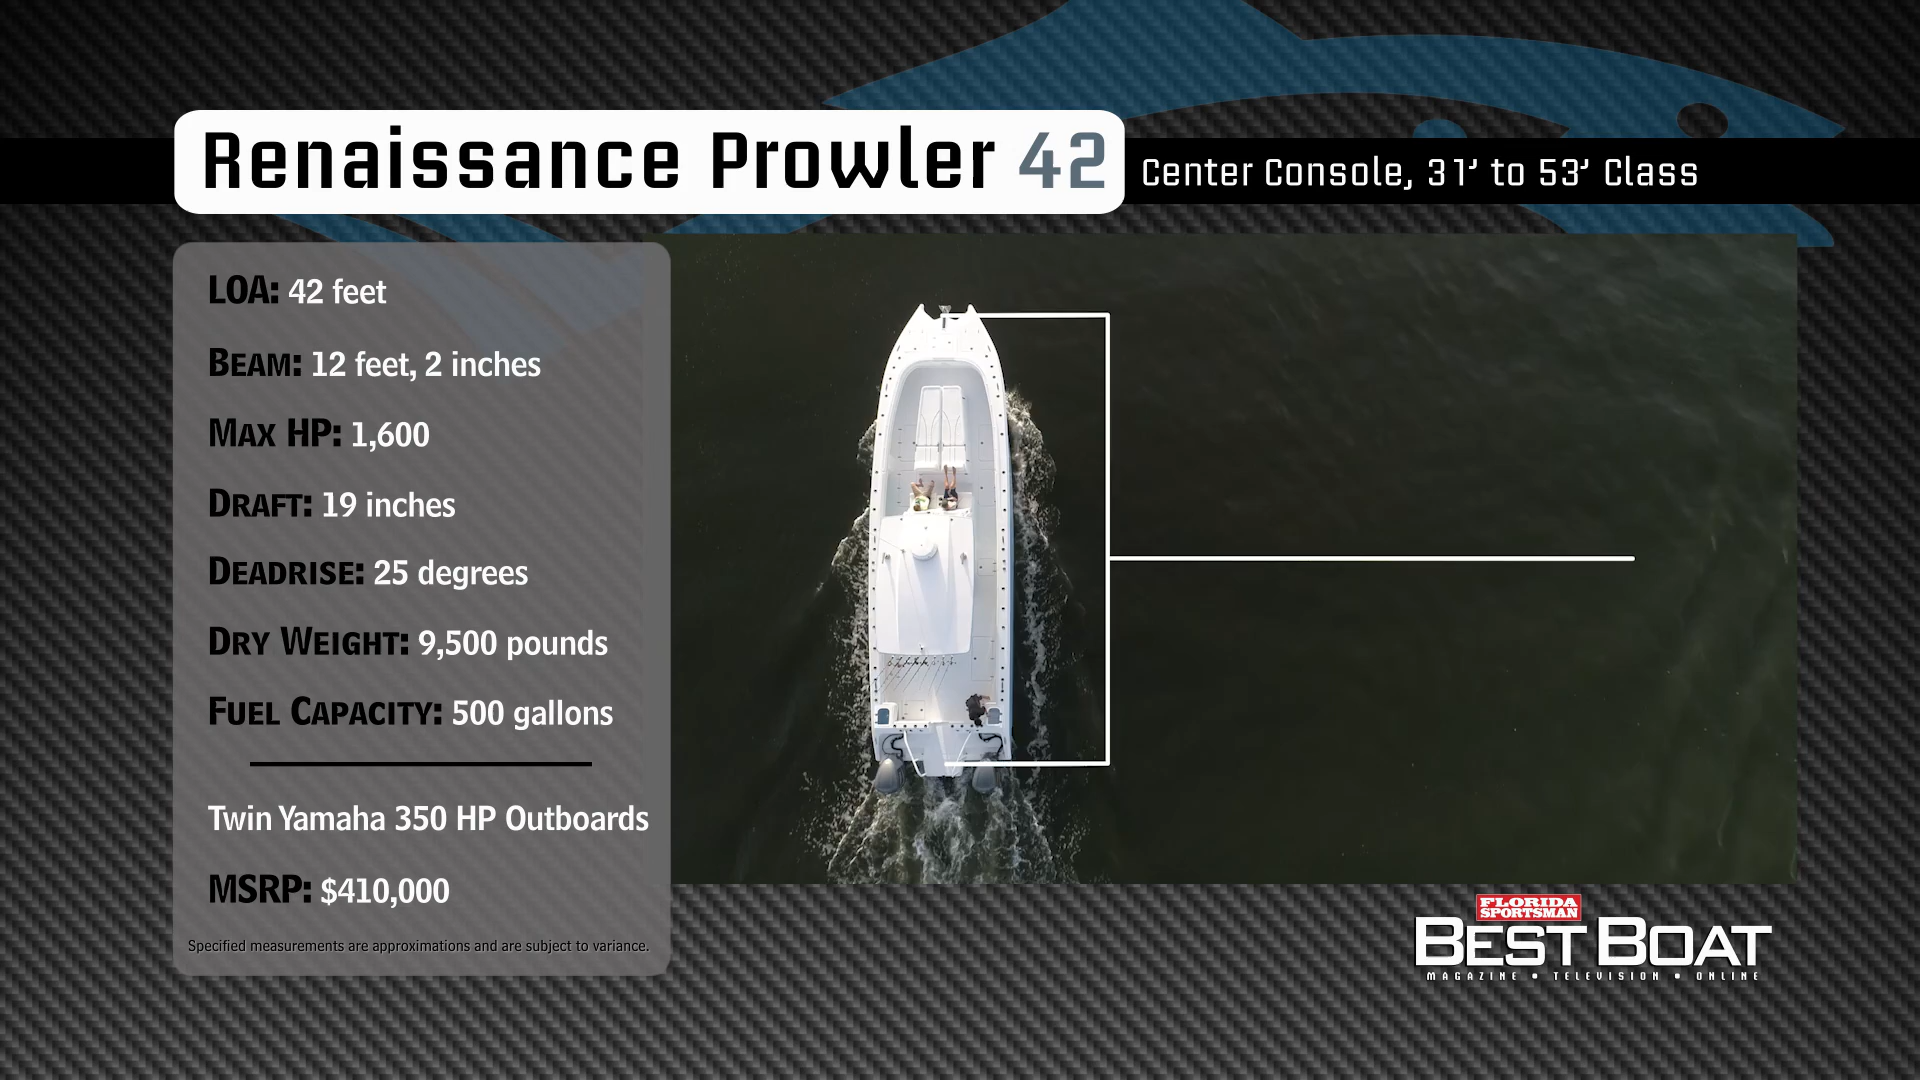 Renaissance Prowler 42
Center Console, 31' to 53' Class
LOA: 42 feet
BEAM: 12 feet, 2 inches
MAX HP: 1,600
DRAFT: 19 inches
DEADRISE: 25 degrees
DRY WEIGHT: 9,500 pounds
FUEL CAPACITY: 500 gallons
Twin Yamaha 350 HP Outboards
MSRP: $410,000
Specified measurements are approximations and are subject to variance.
FLORIDA
SPORTSMAN
BEST BOAT
MAGAZINE • TELEVISION • ONLINE